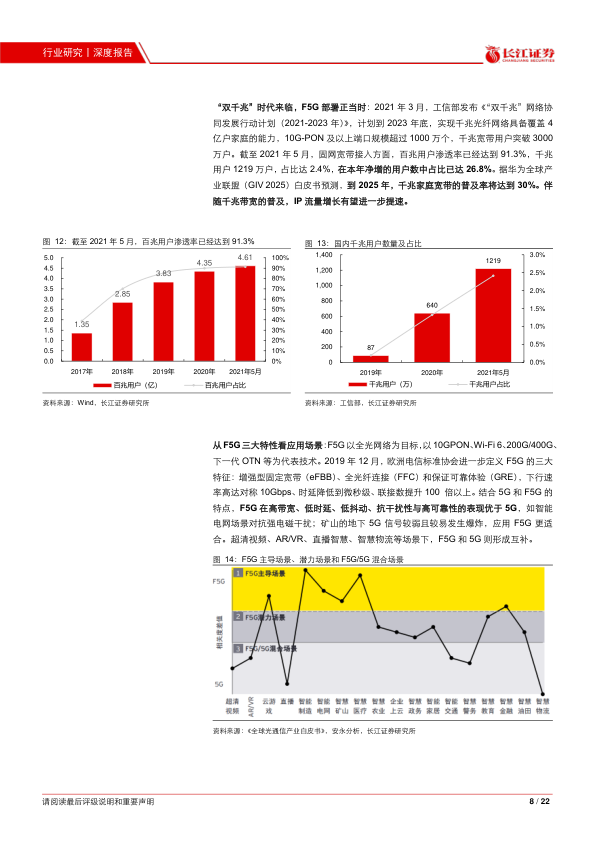 行业研究丨深度报告
长江证券
CHANGJIANG SECURITIES
“双千兆”时代来临，F5G 部署正当时：2021 年 3 月，工信部发布《“双千兆”网络协
同发展行动计划（2021-2023 年）》，计划到 2023 年底，实现千兆光纤网络具备覆盖 4
亿户家庭的能力，10G-PON 及以上端口规模超过 1000 万个，千兆宽带用户突破 3000
万户。截至 2021 年 5 月，固网宽带接入方面，百兆用户渗透率已经达到 91.3%，千兆
用户 1219 万户，占比达 2.4%，在本年净增的用户数中占比已达 26.8%。据华为全球产
业联盟（GIV 2025）白皮书预测，到 2025 年，千兆家庭宽带的普及率将达到 30%。伴
随千兆带宽的普及，IP 流量增长有望进一步提速。
图 12：截至 2021 年 5 月，百兆用户渗透率已经达到 91.3%
5.0
4.5
4.0
3.5
3.0
2.5
2.0
1.5
1.0
0.5
0.0
1.35
2.85
3.83
4.35
4.61
100%
90%
80%
70%
60%
50%
40%
30%
20%
10%
0%
2017年 2018年 2019年 2020年 2021年5月
百兆用户（亿） 百兆用户占比
资料来源：Wind，长江证券研究所
图 13：国内千兆用户数量及占比
1,400
1,200
1,000
800
600
400
200
0
87
640
1219
3.0%
2.5%
2.0%
1.5%
1.0%
0.5%
0.0%
2019年 2020年 2021年5月
千兆用户（万） 千兆用户占比
资料来源：工信部，长江证券研究所
从 F5G 三大特性看应用场景：F5G 以全光网络为目标，以 10GPON、Wi-Fi 6、200G/400G、
下一代 OTN 等为代表技术。2019 年 12 月，欧洲电信标准协会进一步定义 F5G 的三大
特征：增强型固定宽带（eFBB）、全光纤连接（FFC）和保证可靠体验（GRE），下行速
率高达对称 10Gbps、时延降低到微秒级、联接数提升 100 倍以上。结合 5G 和 F5G 的
特点，F5G 在高带宽、低时延、低抖动、抗干扰性与高可靠性的表现优于 5G，如智能
电网场景对抗强电磁干扰；矿山的地下 5G 信号较弱且较易发生爆炸，应用 F5G 更适
合。超清视频、AR/VR、直播智慧、智慧物流等场景下，F5G 和 5G 则形成互补。
图 14：F5G 主导场景、潜力场景和 F5G/5G 混合场景
F5G
相关度差值
5G
1 F5G主导场景
2 F5G潜力场景
3 F5G/5G混合场景
超清视频 AR/VR 云游戏 直播 智能制造 智能电网 智慧矿山 智慧医疗 智慧农业 企业上云 智慧政务 智能家居 智能交通 智慧警务 智慧教育 智慧金融 智慧油田 智慧物流
资料来源：《全球光通信产业白皮书》，安永分析，长江证券研究所
请阅读最后评级说明和重要声明
8 / 22